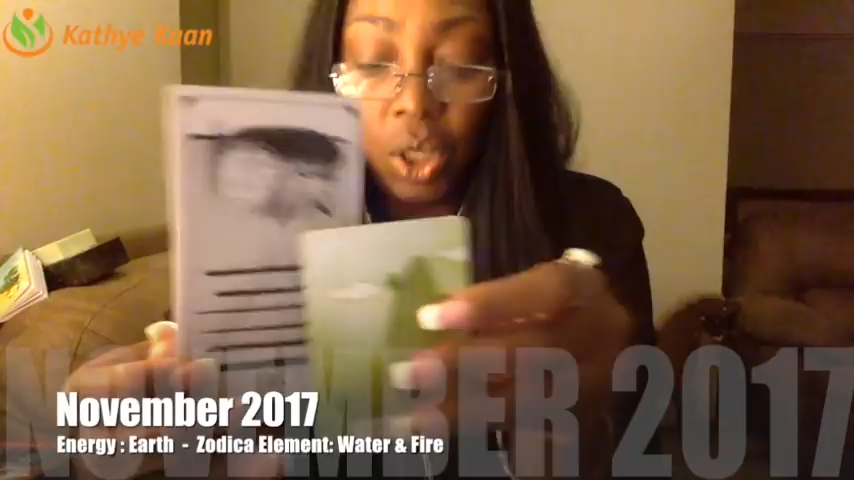 Kathye Kaan
NOVEMBER 2017
November 2017
Energy : Earth - Zodica Element: Water & Fire